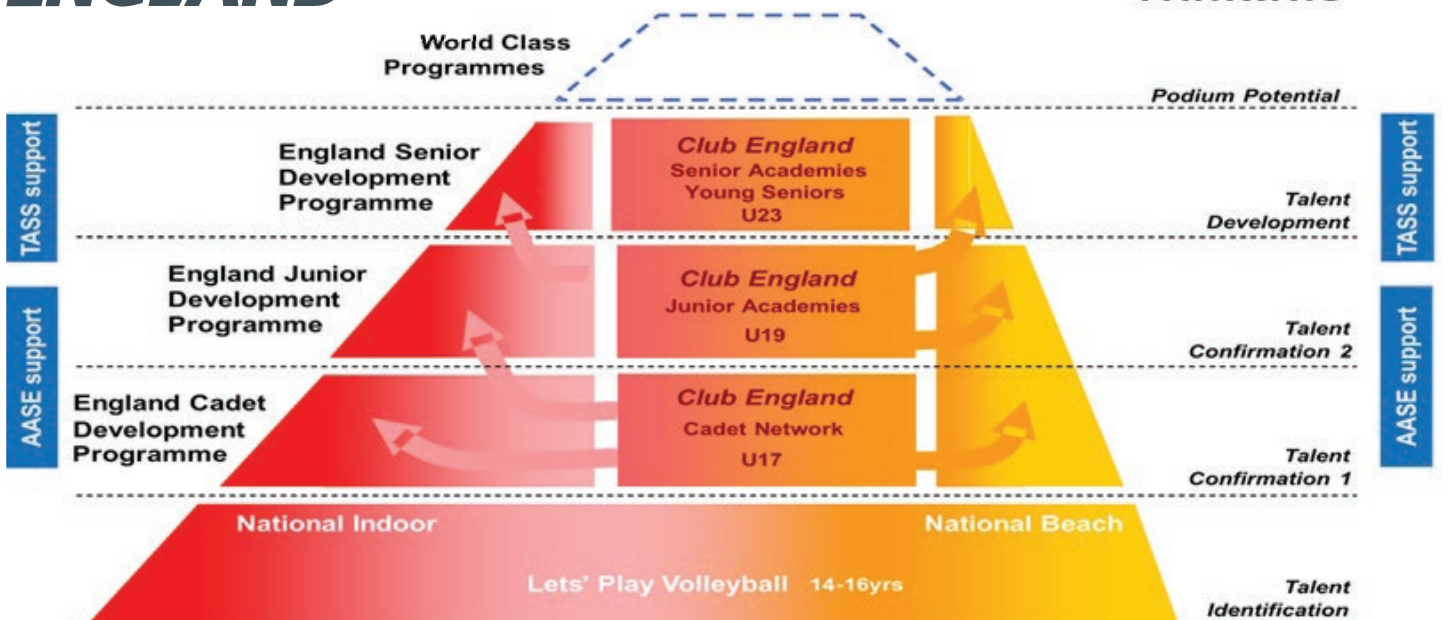 ENGLAND
World Class
Programmes
Podium Potential
TASS support
England Senior
Development
Programme
Club England
Senior Academies
Young Seniors
U23
Talent
Development
TASS support
England Junior
Development
Programme
Club England
Junior Academies
U19
Talent
Confirmation 2
AASE support
England Cadet
Development
Programme
Club England
Cadet Network
U17
Talent
Confirmation 1
AASE support
National Indoor
National Beach
Lets' Play Volleyball 14-16yrs
Talent
Identification